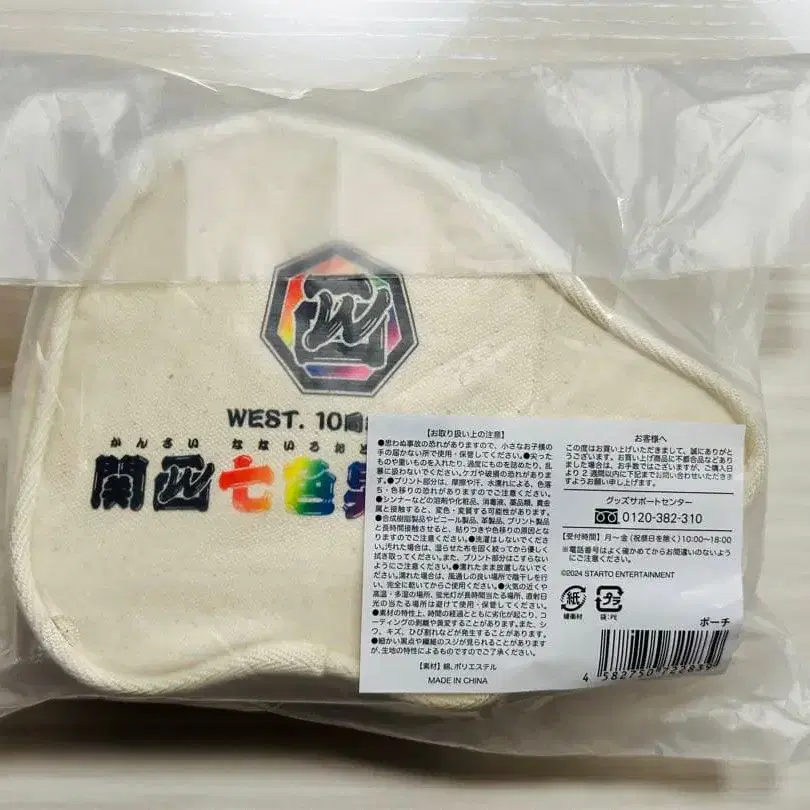 WEST. 10周
かんさい なないろおと
関西七色
【お取り扱い上の注意】
●思わぬ事故の恐れがありますので、小さなお子様の
手の届かない所で使用・保管してください。●尖った
ものや重いものを入れたり、過度にものを詰めたり、乱
暴に扱わないでください。ケガや破損の恐れがありま
す。●プリント部分は、摩擦や汗、水濡れによる、色落
ち・色移りの恐れがありますのでご注意ください。
●シンナーなどの溶剤や化粧品、消毒液、薬品類、貴金
属と接触すると、変色・変質する可能性があります。
●合成樹脂製品やビニール製品、革製品、プリント製品
と長時間接触させると、貼りつきや色移りの原因とな
りますのでご注意ください。●洗濯はしないでくださ
い。汚れた場合は、湿らせた布を固く絞ってから優しく
拭き取ってください。また、プリント部分はこすらない
ようにご注意ください。●濡れたまま放置しないでく
ださい。濡れた場合は、風通しの良い場所で陰干しを行
い、完全に乾いてからご使用ください。●火気の近くや
高温・多湿の場所、蛍光灯が長時間当たる場所、直射日
光の当たる場所は避けて使用・保管してください。
●素材の特性上、時間の経過とともに劣化が起こり、コ
ーティングの剥離や黄変することがあります。また、シ
ワ、キズ、ひび割れなどが発生することがあります。
●細かい黒点や繊維のスジが見られることがあります
が、生地の特性によるものですのでご了承ください。
【素材】綿、ポリエステル
MADE IN CHINA
お客様へ
この度はお買い上げいただきまして、誠にありがとう
ございます。お買い上げ商品に不都合品などあり
ました場合は、お手数ではございますが、ご購入日
より2週間以内に下記までお問い合わせいただきま
すようお願い申し上げます。
グッズサポートセンター
0120-382-310
【受付時間】月～金(祝祭日を除く)10:00～18:00
※電話番号はよく確かめてからお間違いのないよう
にご注意ください。
©2024 STARTO ENTERTAINMENT
紙
プラ
補強材
袋:PE
ポーチ
4 582750 722839